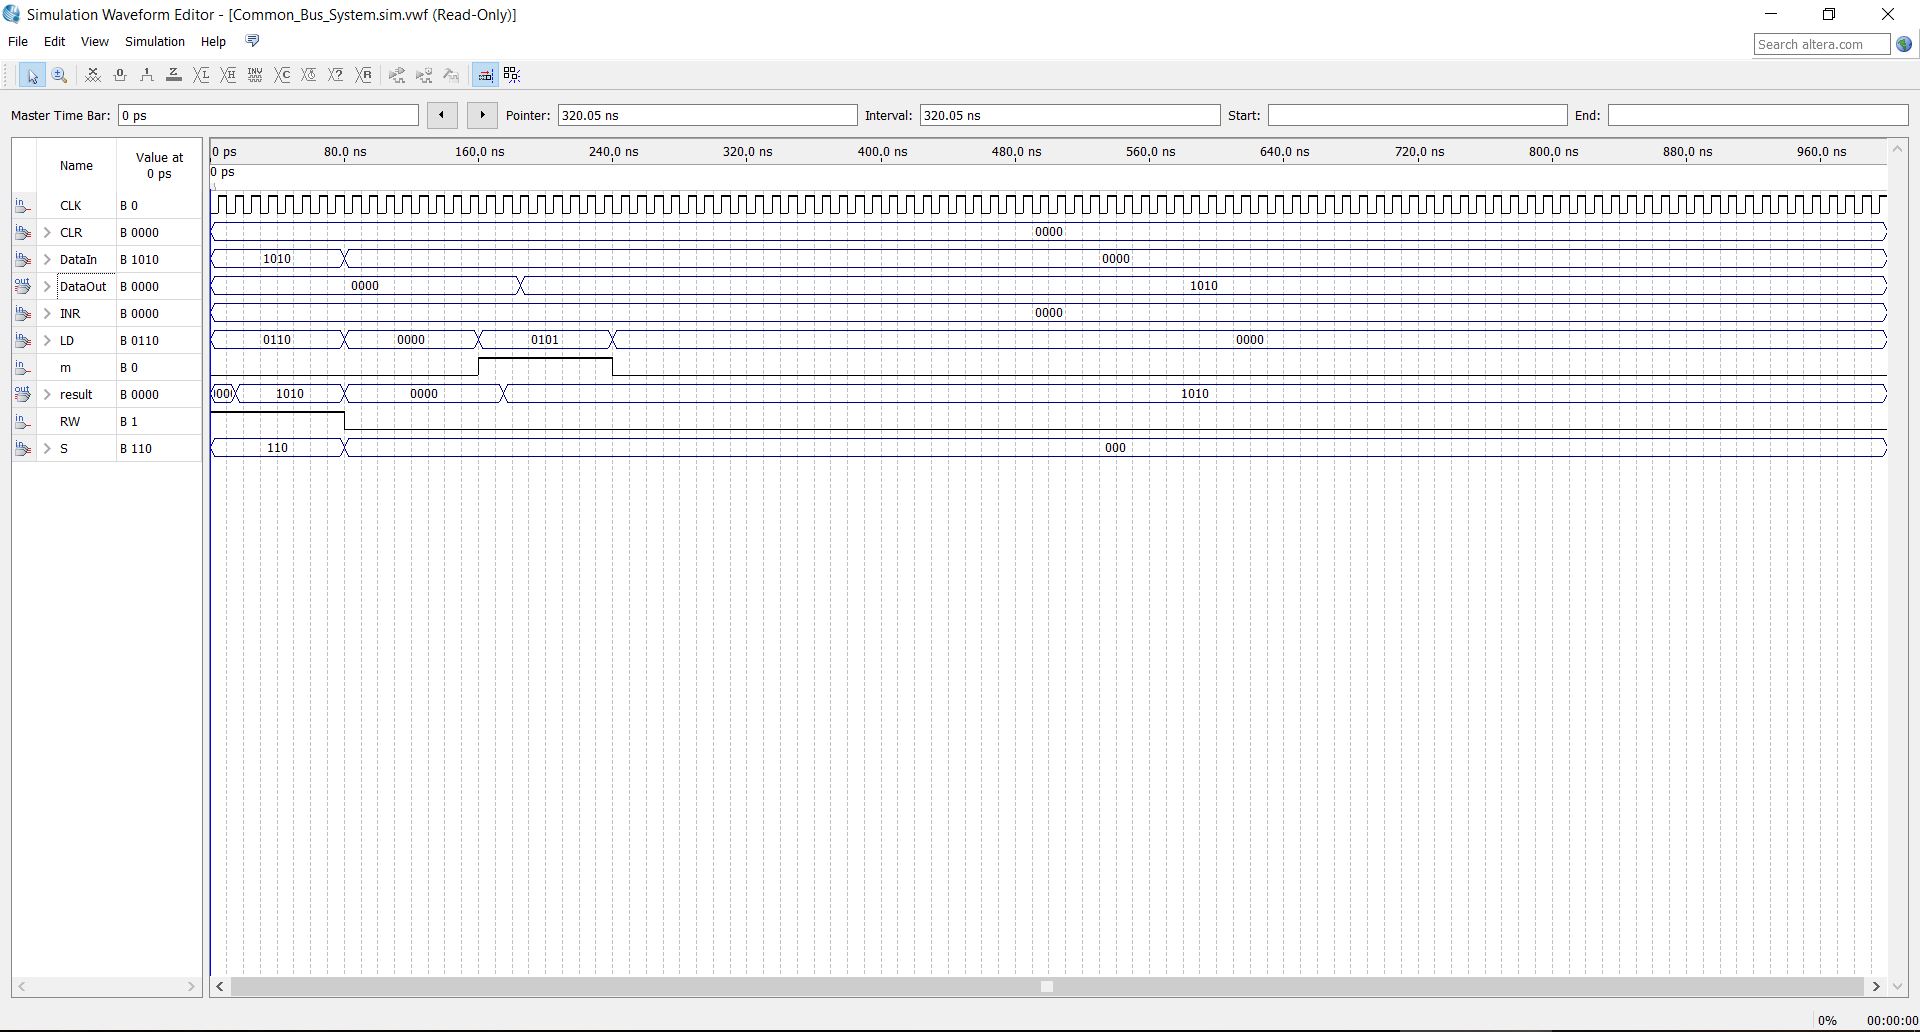 Simulation Waveform Editor - [Common_Bus_System.sim.vwf (Read-Only)]
File Edit View Simulation Help
Search altera.com
Master Time Bar: 0 ps Pointer: 320.05 ns Interval: 320.05 ns Start: End:
Name Value at 0 ps
0 ps 80.0 ns 160.0 ns 240.0 ns 320.0 ns 400.0 ns 480.0 ns 560.0 ns 640.0 ns 720.0 ns 800.0 ns 880.0 ns 960.0 ns
0 ps
CLK B 0
CLR B 0000 0000
DataIn B 1010 1010 0000
DataOut B 0000 0000 1010
INR B 0000 0000
LD B 0110 0110 0000 0101 0000
m B 0
result B 0000 1010 0000 1010
RW B 1
S B 110 110 000
0% 00:00:00